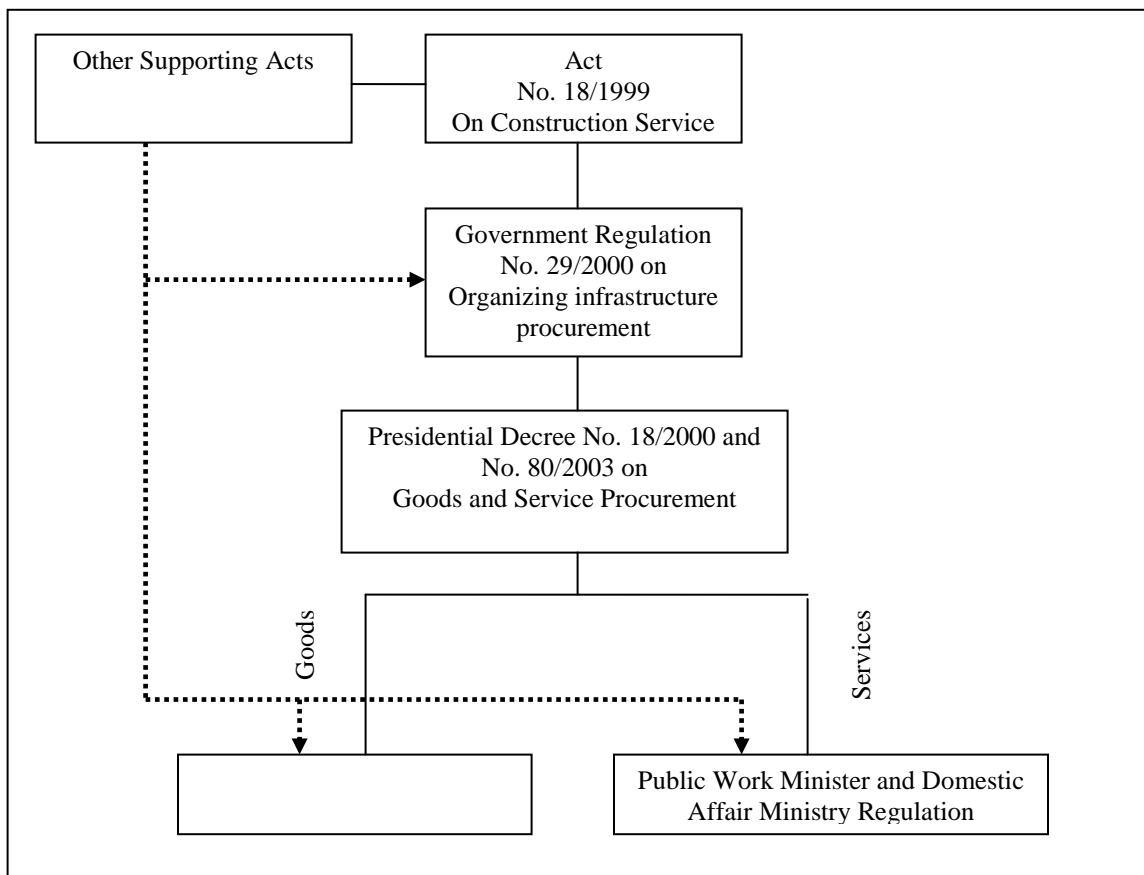 Other Supporting Acts
Act
No. 18/1999
On Construction Service
Government Regulation
No. 29/2000 on
Organizing infrastructure
procurement
Presidential Decree No. 18/2000 and
No. 80/2003 on
Goods and Service Procurement
Goods
Services
Public Work Minister and Domestic
Affair Ministry Regulation